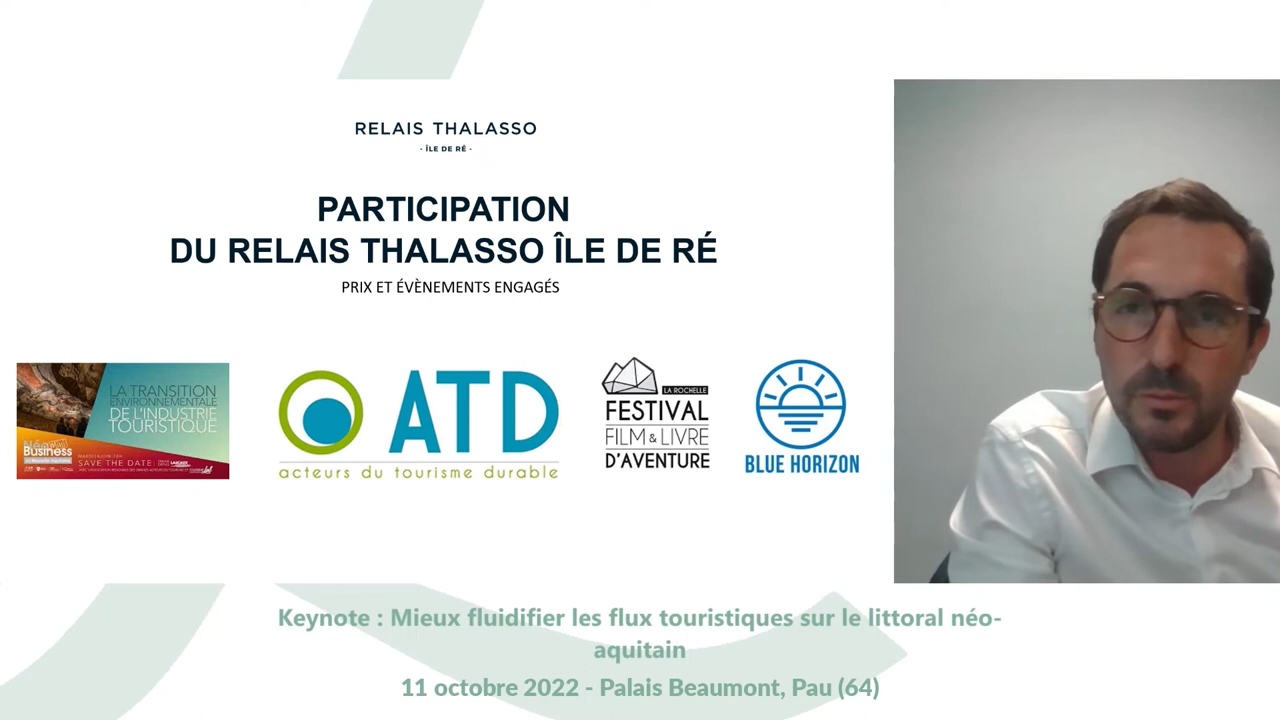 RELAIS THALASSO
- ÎLE DE RÉ -
PARTICIPATION
DU RELAIS THALASSO ÎLE DE RÉ
PRIX ET ÉVÈNEMENTS ENGAGÉS
LA TRANSITION
ENVIRONNEMENTALE
DE L'INDUSTRIE
TOURISTIQUE
Business
SAVE THE DATE
ATD
acteurs du tourisme durable
LA ROCHELLE
FESTIVAL
FILM & LIVRE
D'AVENTURE
BLUE HORIZON
Keynote : Mieux fluidifier les flux touristiques sur le littoral néo-
aquitain
11 octobre 2022 - Palais Beaumont, Pau (64)